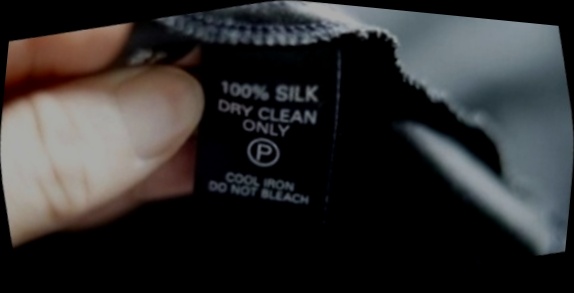 100% SILK
DRY CLEAN
ONLY
P
COOL IRON
DO NOT BLEACH